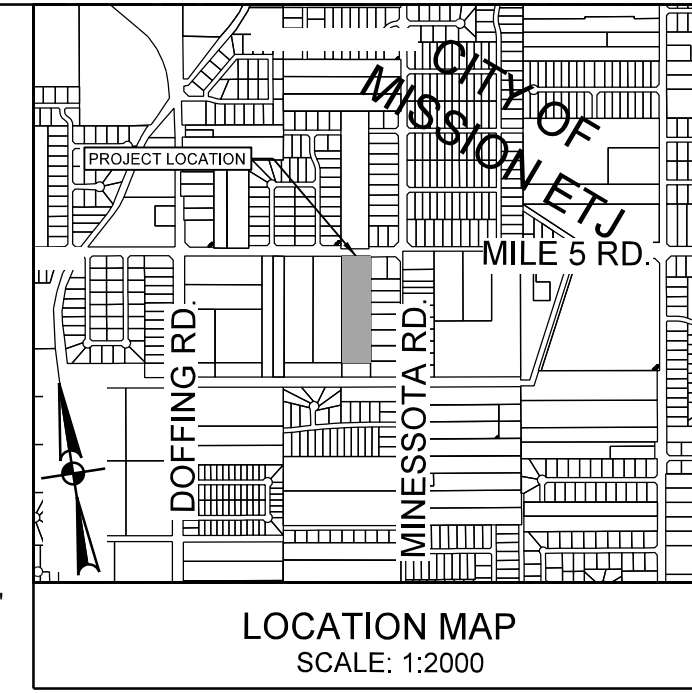 CITY OF
MISSION ETJ
PROJECT LOCATION
MILE 5 RD.
DOFFING RD.
MINESSOTA RD.
LOCATION MAP
SCALE: 1:2000